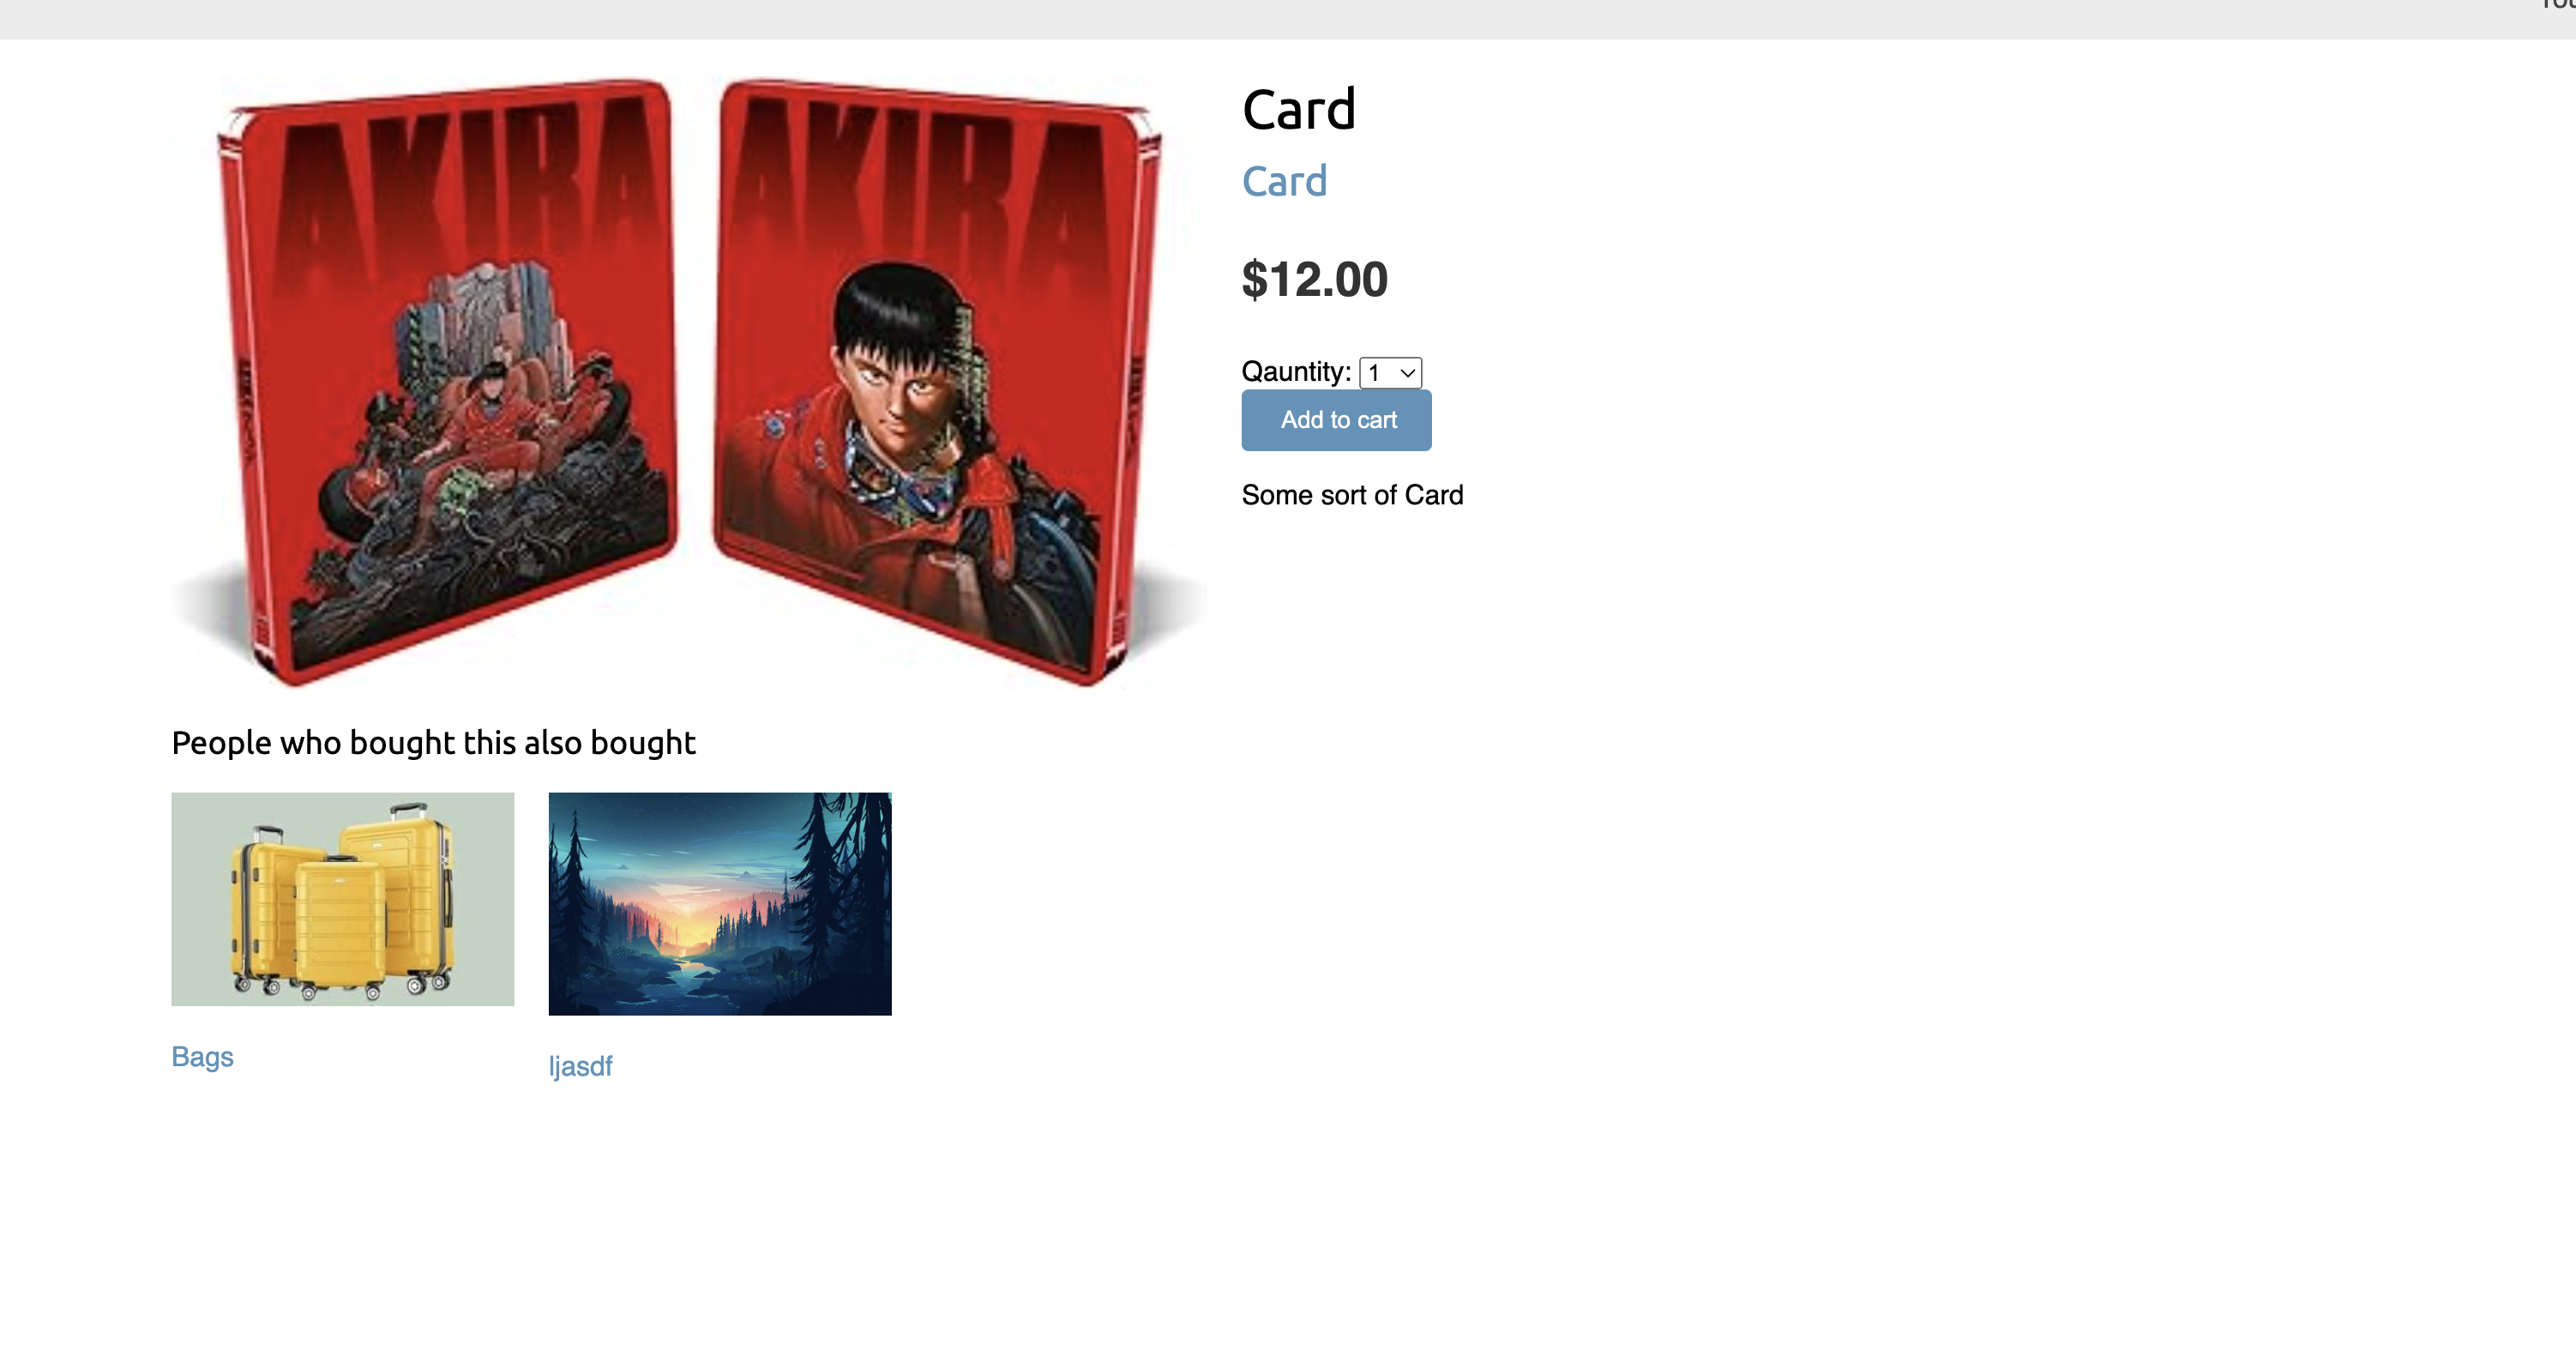 AKIRA AKIRA
Card
Card
$12.00
Qauntity: 1
Add to cart
Some sort of Card
People who bought this also bought
Bags
ljasdf